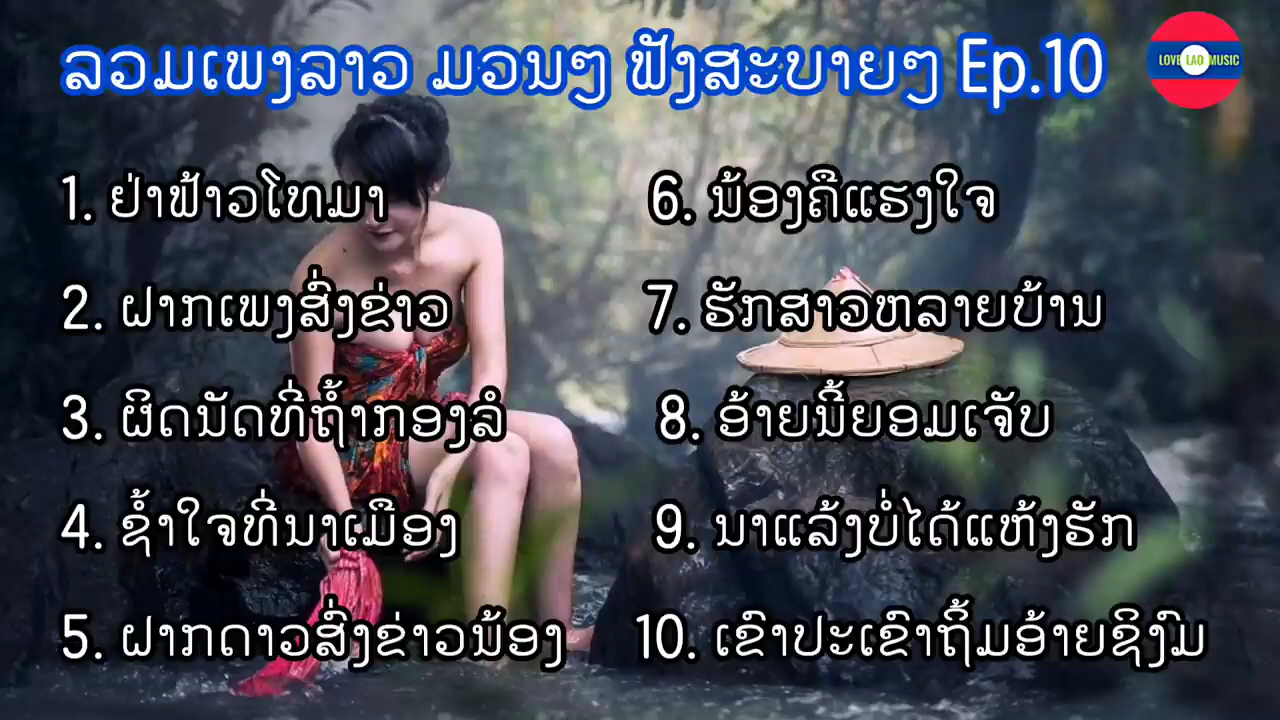 ລວມເພງລາວ ມວນໆ ຟັງສະບາຍໆ Ep.10
LOVE LAO MUSIC
1. ຢ່າຟ້າວໂທມາ
2. ຝາກເພງສົ່ງຂ່າວ
3. ຜິດນັດທີ່ຖ້ຳກອງລໍ
4. ຊ້ຳໃຈທີ່ນາເມືອງ
5. ຝາກດາວສົ່ງຂ່າວນ້ອງ
6. ນ້ອງຄືແຮງໃຈ
7. ຮັກສາວຫລາຍບ້ານ
8. ອ້າຍນີ້ຍອມເຈັບ
9. ນາແລ້ງບໍ່ໄດ້ແຫ້ງຮັກ
10. ເຂົາປະເຂົາຖິ້ມອ້າຍຊິງົມ